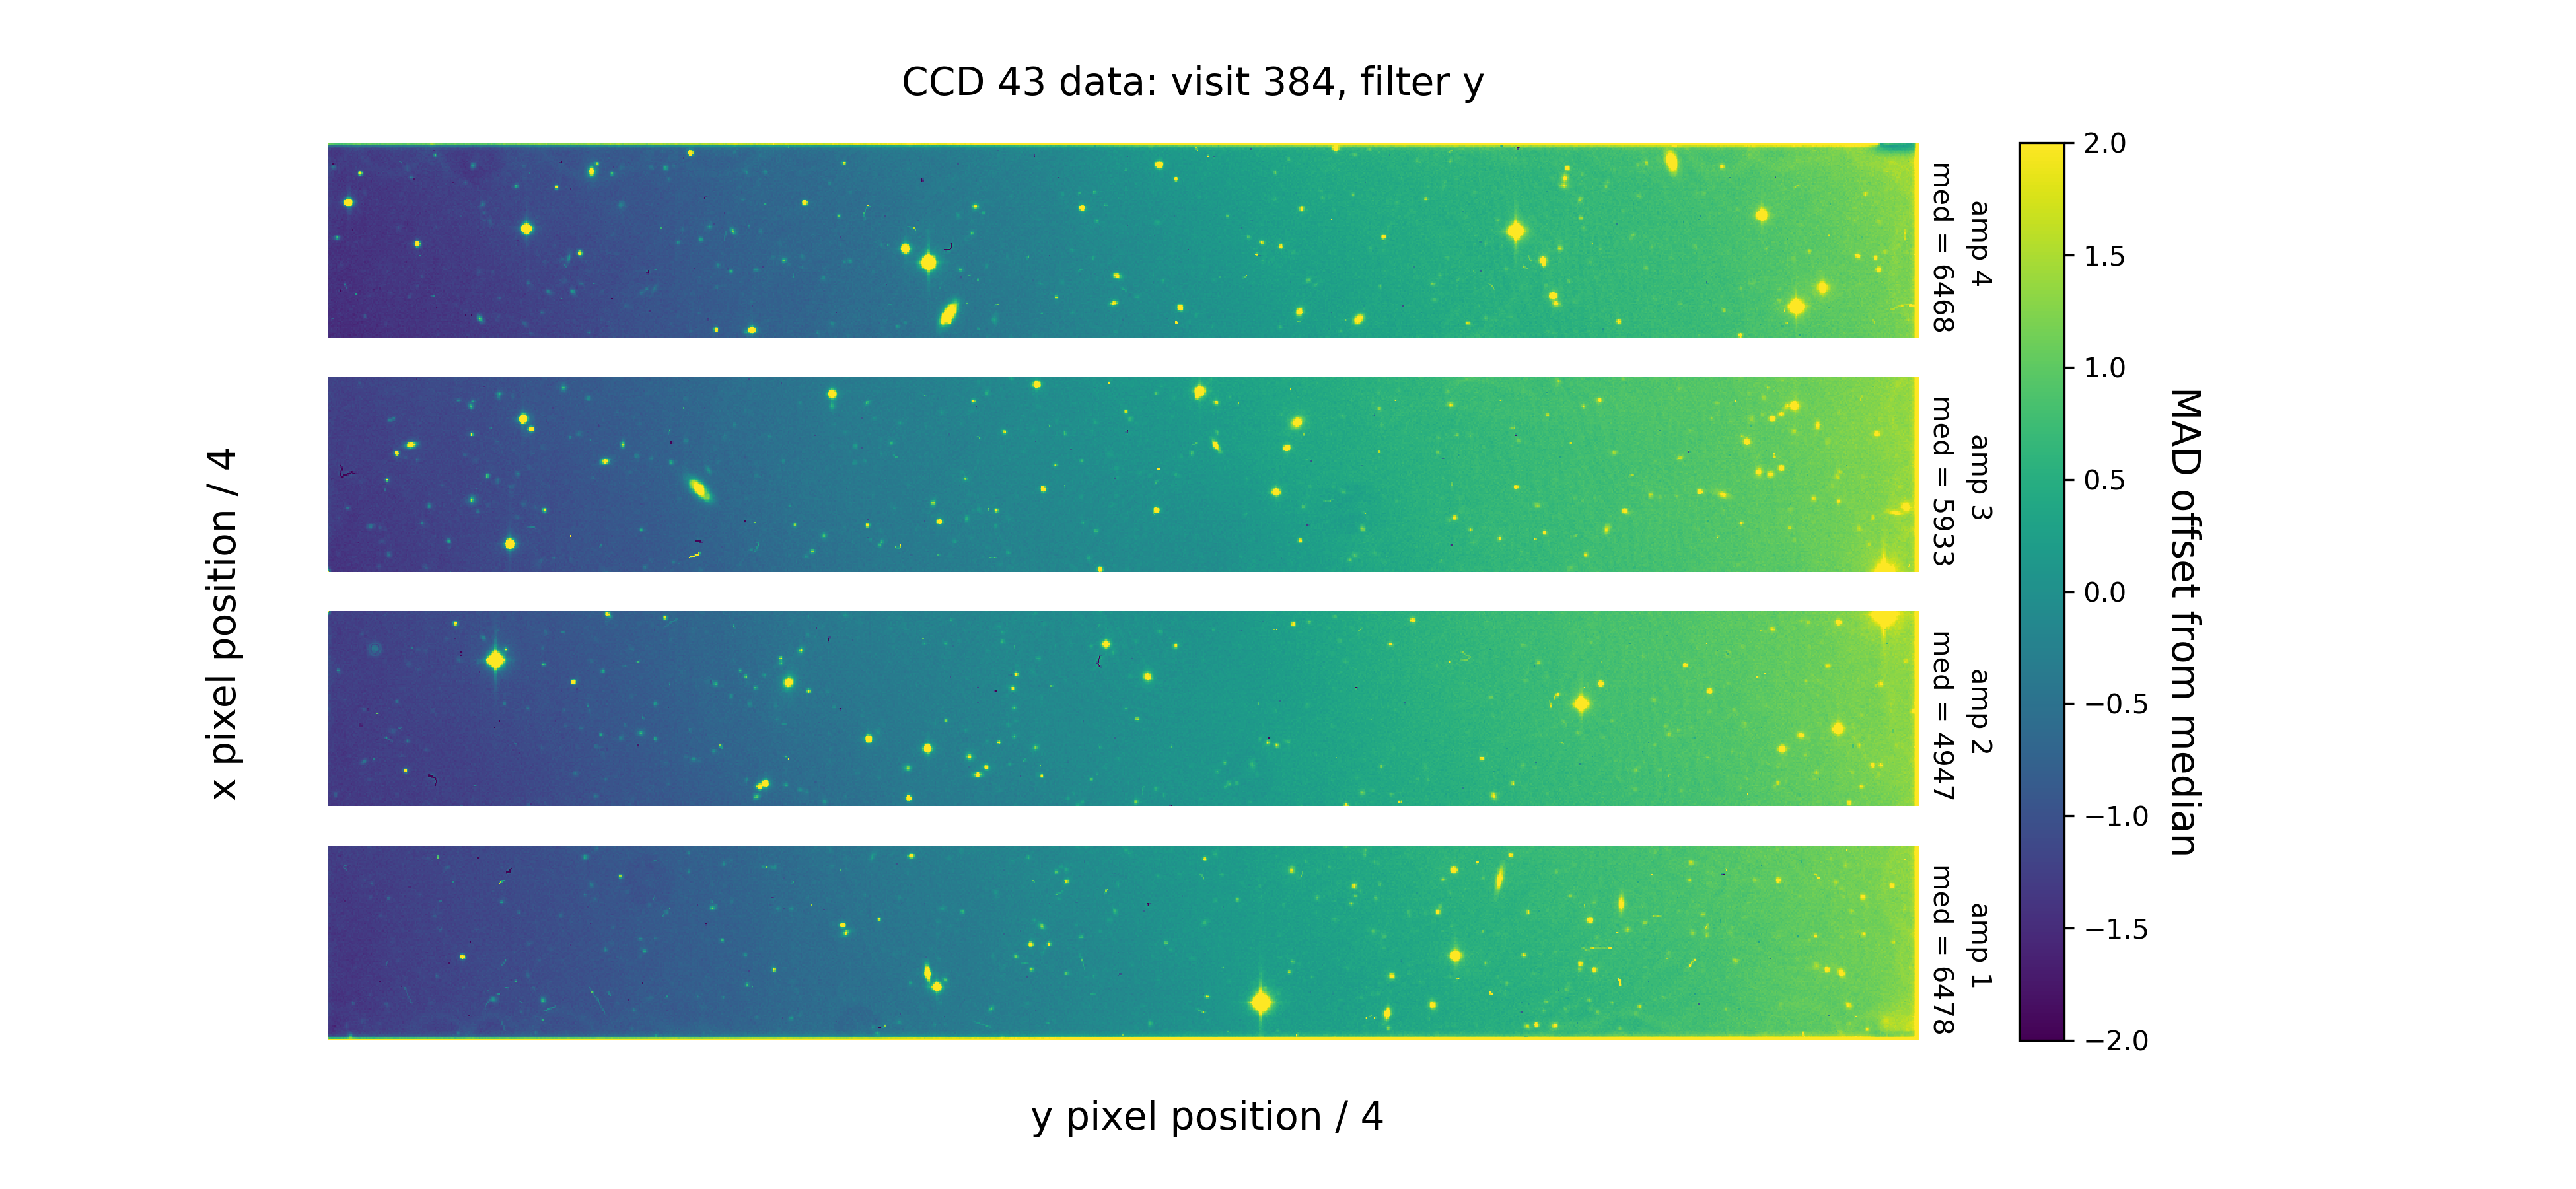 CCD 43 data: visit 384, filter y
x pixel position / 4
amp 4
med = 6468
amp 3
med = 5933
amp 2
med = 4947
amp 1
med = 6478
2.0
1.5
1.0
0.5
0.0
−0.5
−1.0
−1.5
−2.0
MAD offset from median
y pixel position / 4